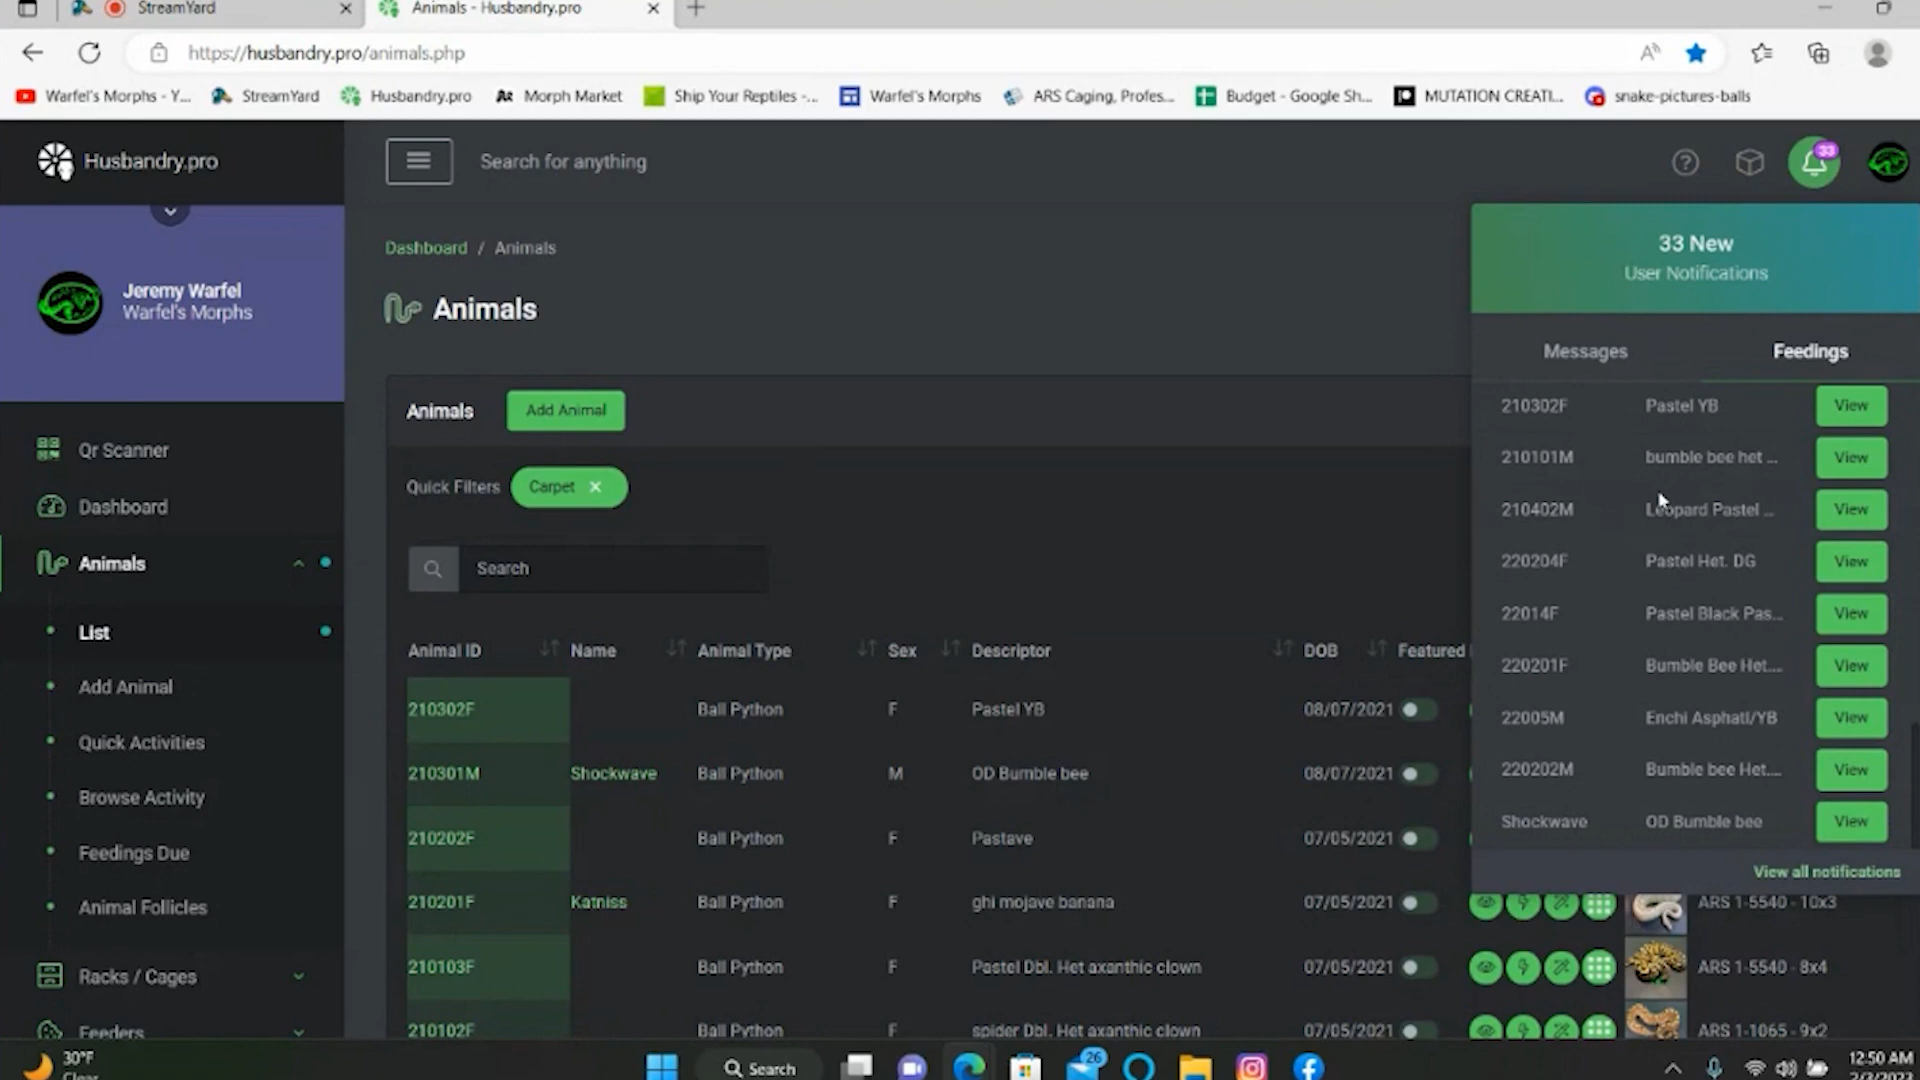 StreamYard
Animals - Husbandry.pro
https://husbandry.pro/animals.php
Warfel's Morphs - Y...
StreamYard
Husbandry.pro
Morph Market
Ship Your Reptiles -...
Warfel's Morphs
ARS Caging, Profes...
Budget - Google Sh...
MUTATION CREATI...
snake-pictures-balls
Husbandry.pro
Search for anything
33
Jeremy Warfel
Warfel's Morphs
Qr Scanner
Dashboard
Animals
List
Add Animal
Quick Activities
Browse Activity
Feedings Due
Animal Follicles
Racks / Cages
Feeders
Dashboard / Animals
Animals
Animals Add Animal
Quick Filters Carpet ×
Search
Animal ID Name Animal Type Sex Descriptor DOB Featured
210302F Ball Python F Pastel YB 08/07/2021
210301M Shockwave Ball Python M OD Bumble bee 08/07/2021
210202F Ball Python F Pastave 07/05/2021
210201F Katniss Ball Python F ghi mojave banana 07/05/2021 ARS 1-5540 - 10x3
210103F Ball Python F Pastel Dbl. Het axanthic clown 07/05/2021 ARS 1-5540 - 8x4
210102F Ball Python F spider Dbl. Het axanthic clown 07/05/2021 ARS 1-1065 - 9x2
33 New
User Notifications
Messages Feedings
210302F Pastel YB View
210101M bumble bee het ... View
210402M Leopard Pastel ... View
220204F Pastel Het. DG View
22014F Pastel Black Pas... View
220201F Bumble Bee Het.... View
22005M Enchi Asphatl/YB View
220202M Bumble bee Het.... View
Shockwave OD Bumble bee View
View all notifications
30°F
Clear
Search
26
12:50 AM
2/3/2023